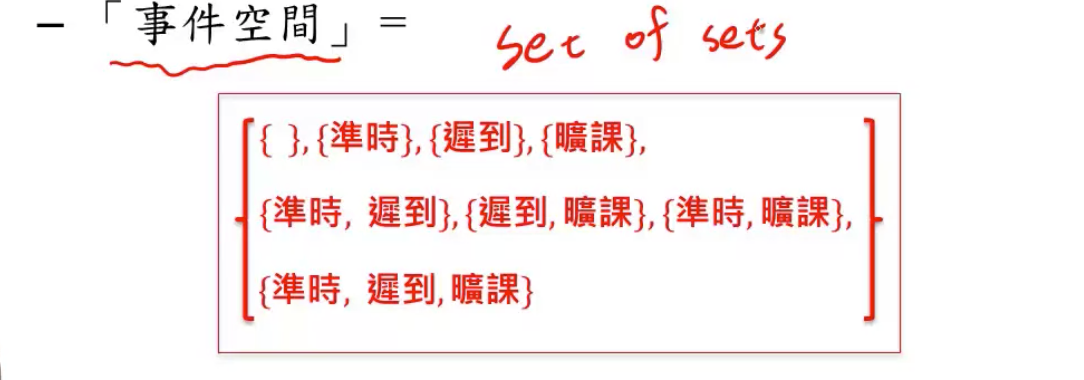 – 「事件空間」= set of sets
{ }, {準時}, {遲到}, {曠課},
{準時, 遲到}, {遲到, 曠課}, {準時, 曠課},
{準時, 遲到, 曠課}